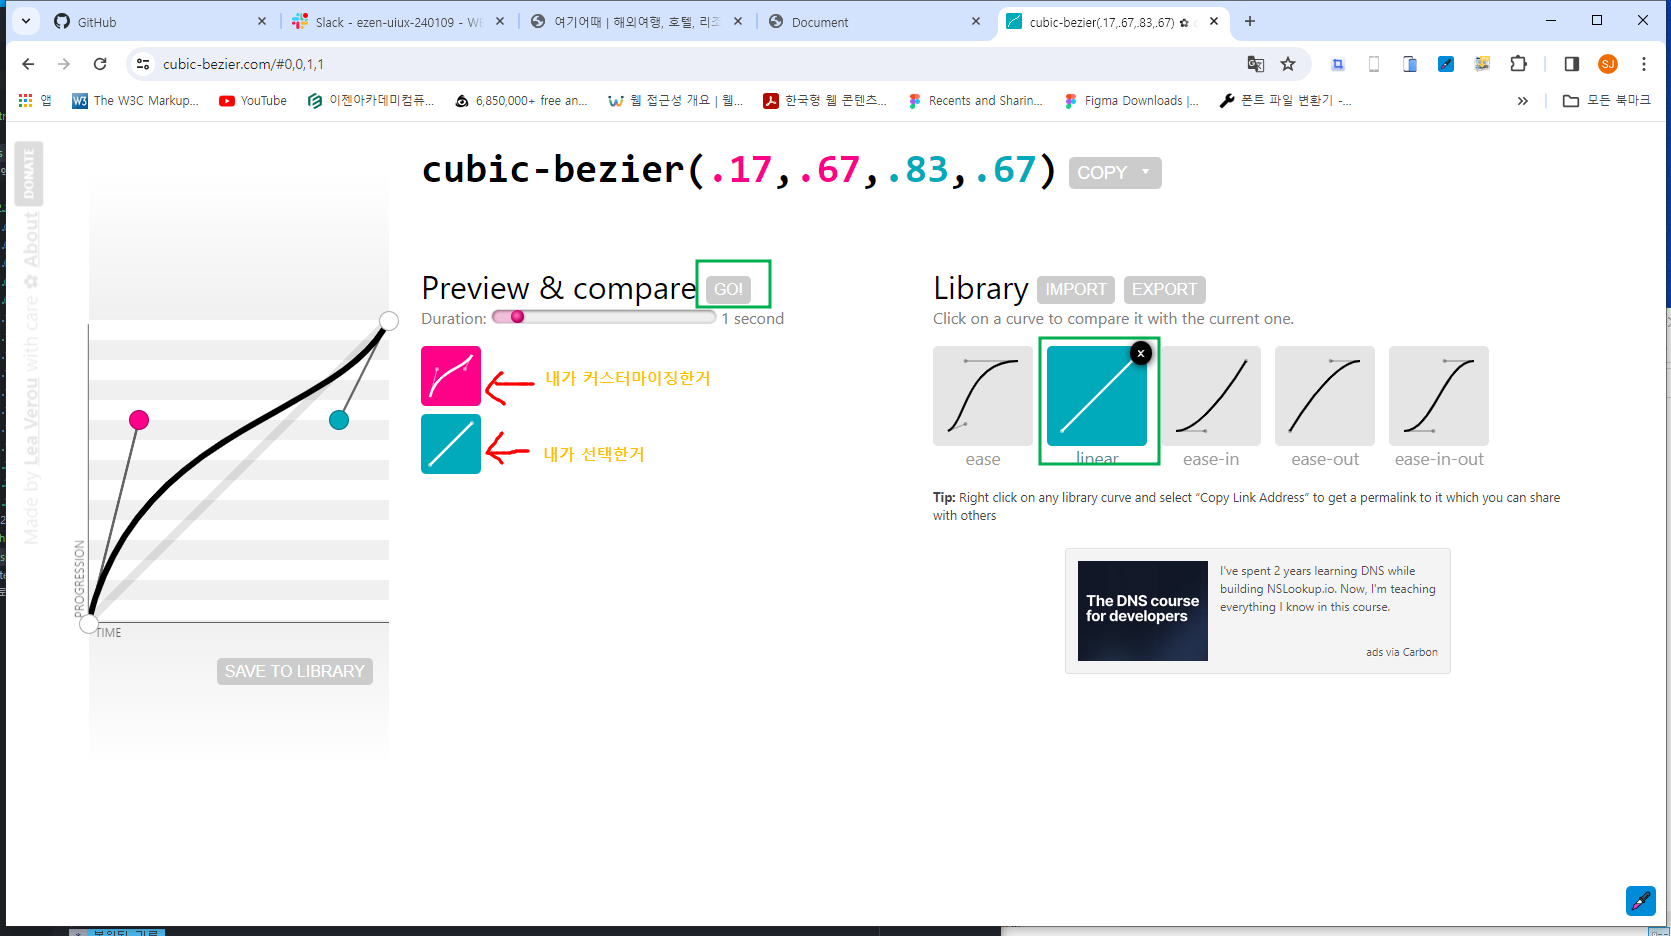 GitHub
Slack - ezen-uiux-240109 - WE
여기어때 | 해외여행, 호텔, 리조
Document
cubic-bezier(.17,.67,.83,.67) ✿ c
cubic-bezier.com/#0,0,1,1
SJ
앱
The W3C Markup...
YouTube
이젠아카데미컴퓨...
6,850,000+ free an...
웹 접근성 개요 | 웹...
한국형 웹 콘텐츠...
Recents and Sharin...
Figma Downloads |...
폰트 파일 변환기 -...
모든 북마크
DONATE
Made by Lea Verou with care ✿ About
cubic-bezier(.17,.67,.83,.67)
COPY
Preview & compare
GO!
Duration:
1 second
내가 커스터마이징한거
내가 선택한거
PROGRESSION
TIME
SAVE TO LIBRARY
Library
IMPORT
EXPORT
Click on a curve to compare it with the current one.
x
ease
linear
ease-in
ease-out
ease-in-out
Tip: Right click on any library curve and select “Copy Link Address” to get a permalink to it which you can share
with others
The DNS course
for developers
I've spent 2 years learning DNS while
building NSLookup.io. Now, I'm teaching
everything I know in this course.
ads via Carbon